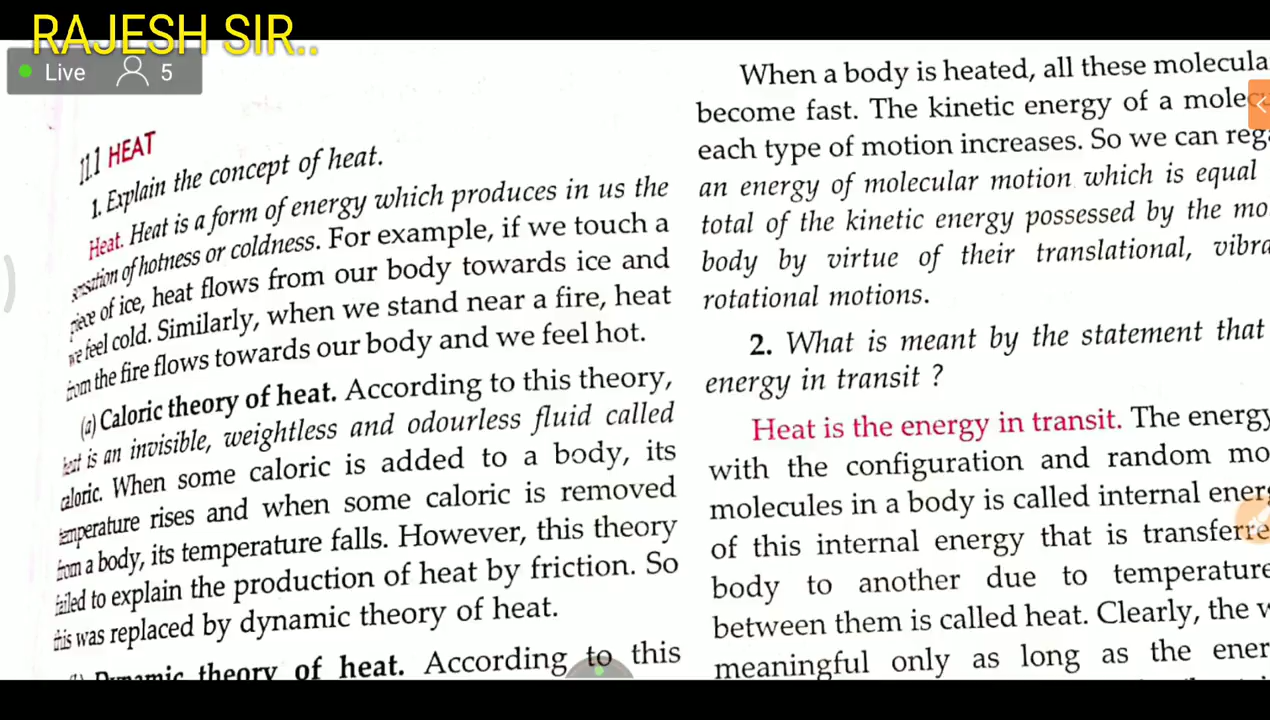 RAJESH SIR..
Live 5
11.1 HEAT
1. Explain the concept of heat.
Heat. Heat is a form of energy which produces in us the
sensation of hotness or coldness. For example, if we touch a
piece of ice, heat flows from our body towards ice and
we feel cold. Similarly, when we stand near a fire, heat
from the fire flows towards our body and we feel hot.
(a) Caloric theory of heat. According to this theory,
heat is an invisible, weightless and odourless fluid called
caloric. When some caloric is added to a body, its
temperature rises and when some caloric is removed
from a body, its temperature falls. However, this theory
failed to explain the production of heat by friction. So
this was replaced by dynamic theory of heat.
Dynamic theory of heat. According to this
When a body is heated, all these molecula
become fast. The kinetic energy of a molec
each type of motion increases. So we can reg
an energy of molecular motion which is equal
total of the kinetic energy possessed by the mo
body by virtue of their translational, vibra
rotational motions.
2. What is meant by the statement that
energy in transit ?
Heat is the energy in transit. The energy
with the configuration and random mo
molecules in a body is called internal energ
of this internal energy that is transferre
body to another due to temperature
between them is called heat. Clearly, the w
meaningful only as long as the ener